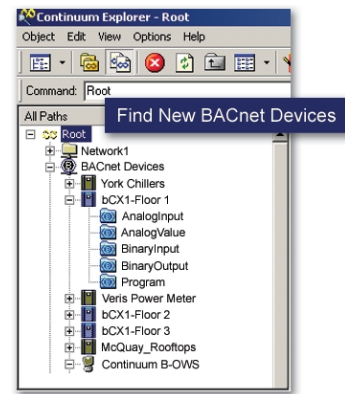 Continuum Explorer - Root
Object Edit View Options Help
Command: Root
Find New BACnet Devices
All Paths
Root
Network1
BACnet Devices
York Chillers
bCX1-Floor 1
AnalogInput
AnalogValue
BinaryInput
BinaryOutput
Program
Veris Power Meter
bCX1-Floor 2
bCX1-Floor 3
McQuay_Rooftops
Continuum B-OWS